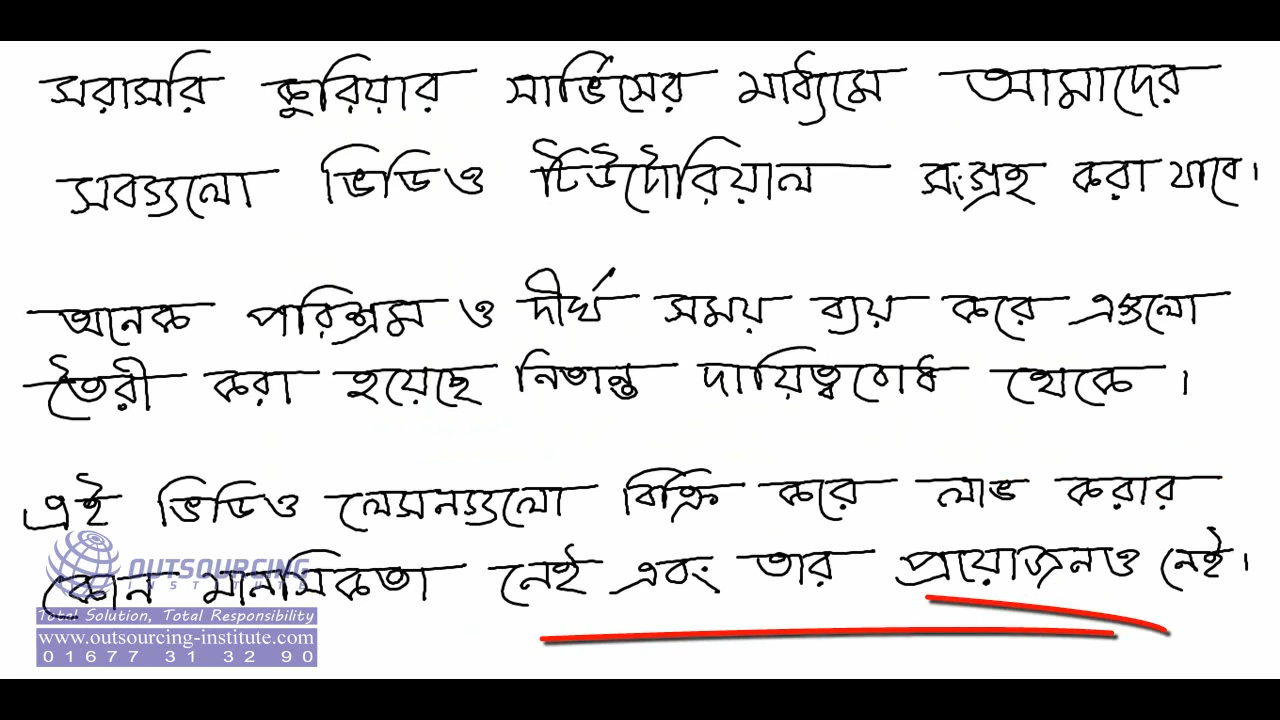 সরাসরি কুরিয়ার সার্ভিসের মাধ্যমে আমাদের
সবগুলো ভিডিও টিউটোরিয়াল সংগ্রহ করা যাবে।
অনেক পরিশ্রম ও দীর্ঘ সময় ব্যয় করে এগুলো
তৈরী করা হয়েছে নিতান্ত দায়িত্ববোধ থেকে ।
এই ভিডিও লেসনগুলো বিক্রি করে লাভ করার
কোন মানসিকতা নেই এবং তার প্রয়োজনও নেই।
OUTSOURCING
INSTITUTE
Total Solution, Total Responsibility
www.outsourcing-institute.com
01677 31 32 90